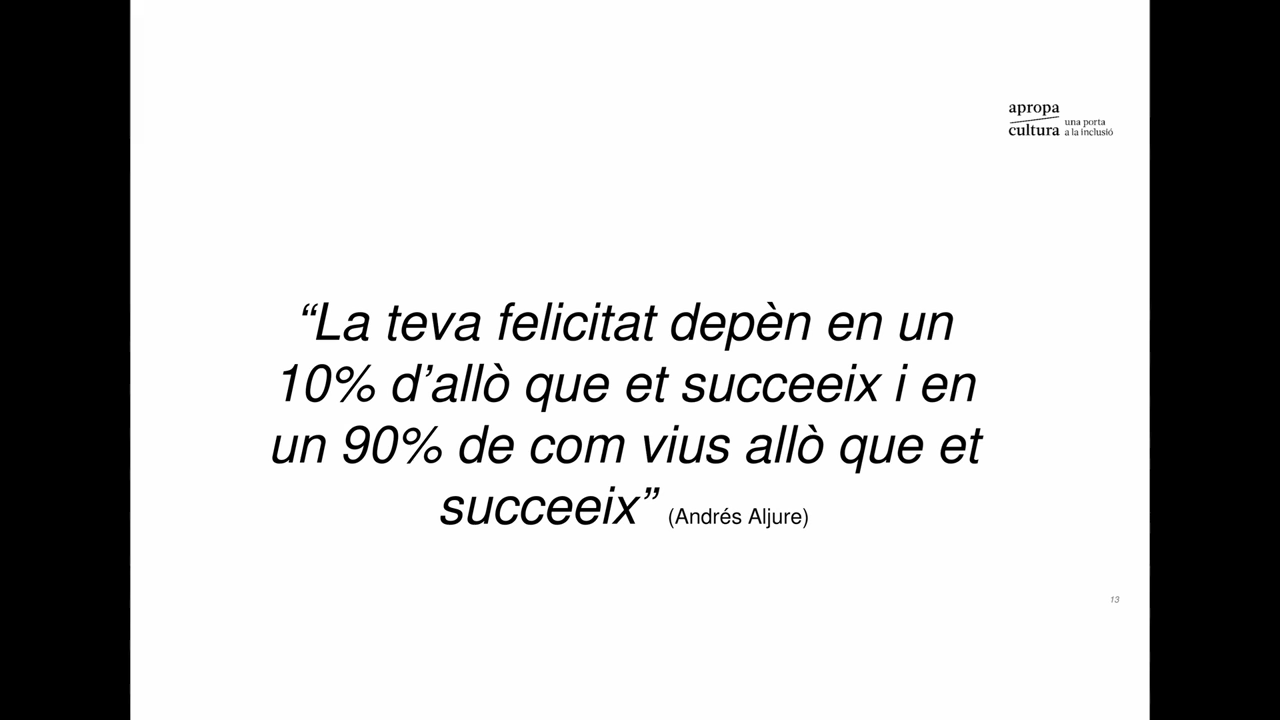 apropa
cultura
una porta
a la inclusió
“La teva felicitat depèn en un
10% d’allò que et succeeix i en
un 90% de com vius allò que et
succeeix” (Andrés Aljure)
13